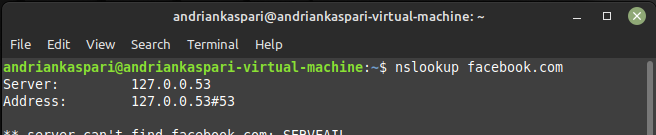 andriankaspari@andriankaspari-virtual-machine: ~
File Edit View Search Terminal Help
andriankaspari@andriankaspari-virtual-machine:~$ nslookup facebook.com
Server: 127.0.0.53
Address: 127.0.0.53#53
** server can't find facebook.com: SERVFAIL